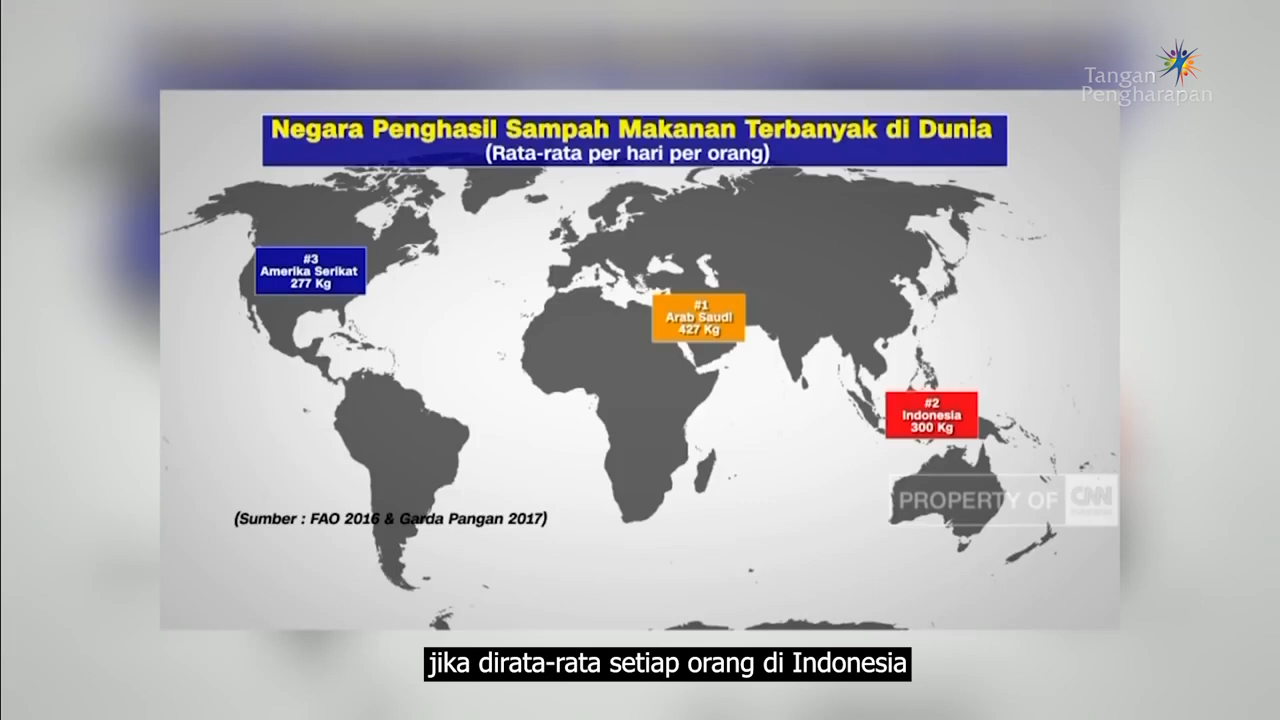 Tangan
Pengharapan
Negara Penghasil Sampah Makanan Terbanyak di Dunia
(Rata-rata per hari per orang)
#3
Amerika Serikat
277 Kg
#1
Arab Saudi
427 Kg
#2
Indonesia
300 Kg
PROPERTY OF CNN
(Sumber : FAO 2016 & Garda Pangan 2017)
jika dirata-rata setiap orang di Indonesia